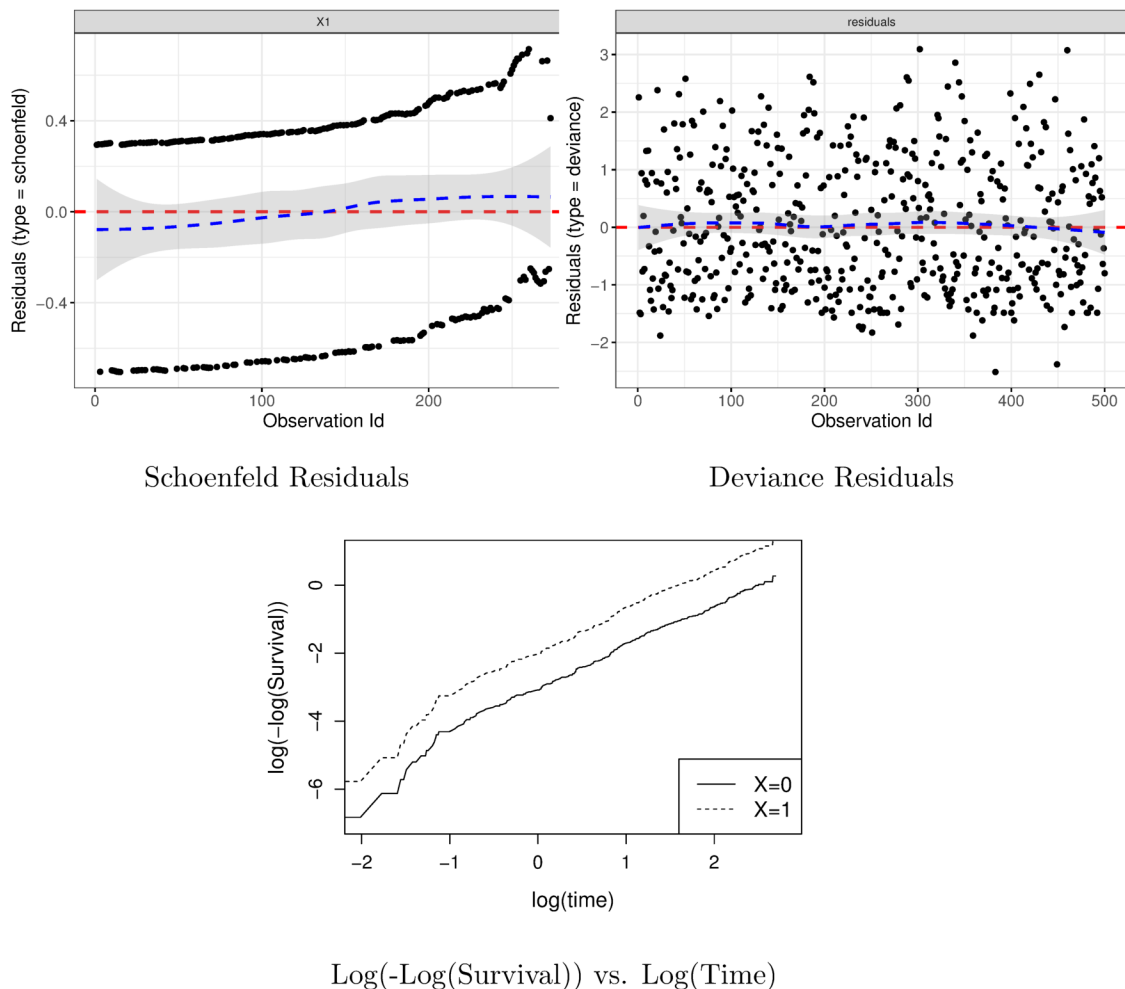 X1
Residuals (type = schoenfeld)
0.4
0.0
−0.4
0
100
200
Observation Id
residuals
Residuals (type = deviance)
3
2
1
0
−1
−2
0
100
200
300
400
500
Observation Id
Schoenfeld Residuals
Deviance Residuals
log(−log(Survival))
0
−2
−4
−6
X=0
X=1
−2
−1
0
1
2
log(time)
Log(-Log(Survival)) vs. Log(Time)